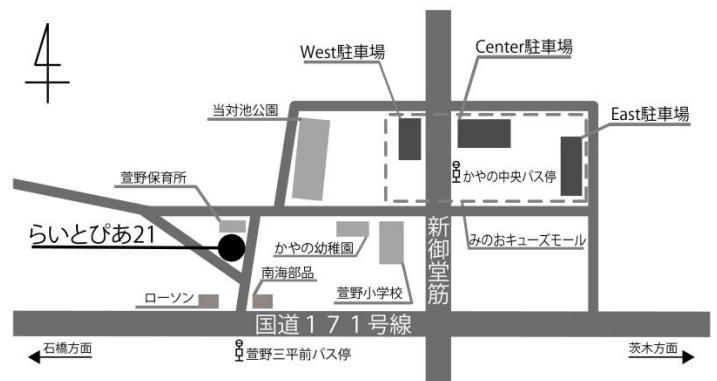 West駐車場
Center駐車場
East駐車場
当対池公園
かやの中央バス停
萱野保育所
らいとぴあ21
かやの幼稚園
新御堂筋
みのおキューズモール
南海部品
萱野小学校
ローソン
国道171号線
石橋方面
萱野三平前バス停
茨木方面